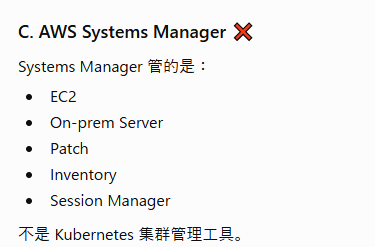 C. AWS Systems Manager ❌
Systems Manager 管的是：
• EC2
• On-prem Server
• Patch
• Inventory
• Session Manager
不是 Kubernetes 集群管理工具。